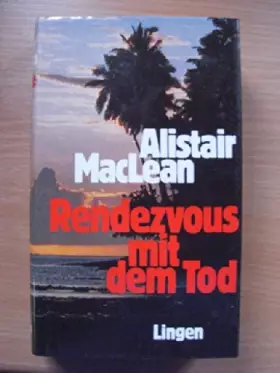 Alistair
MacLean
Rendezvous
mit
dem Tod
Lingen